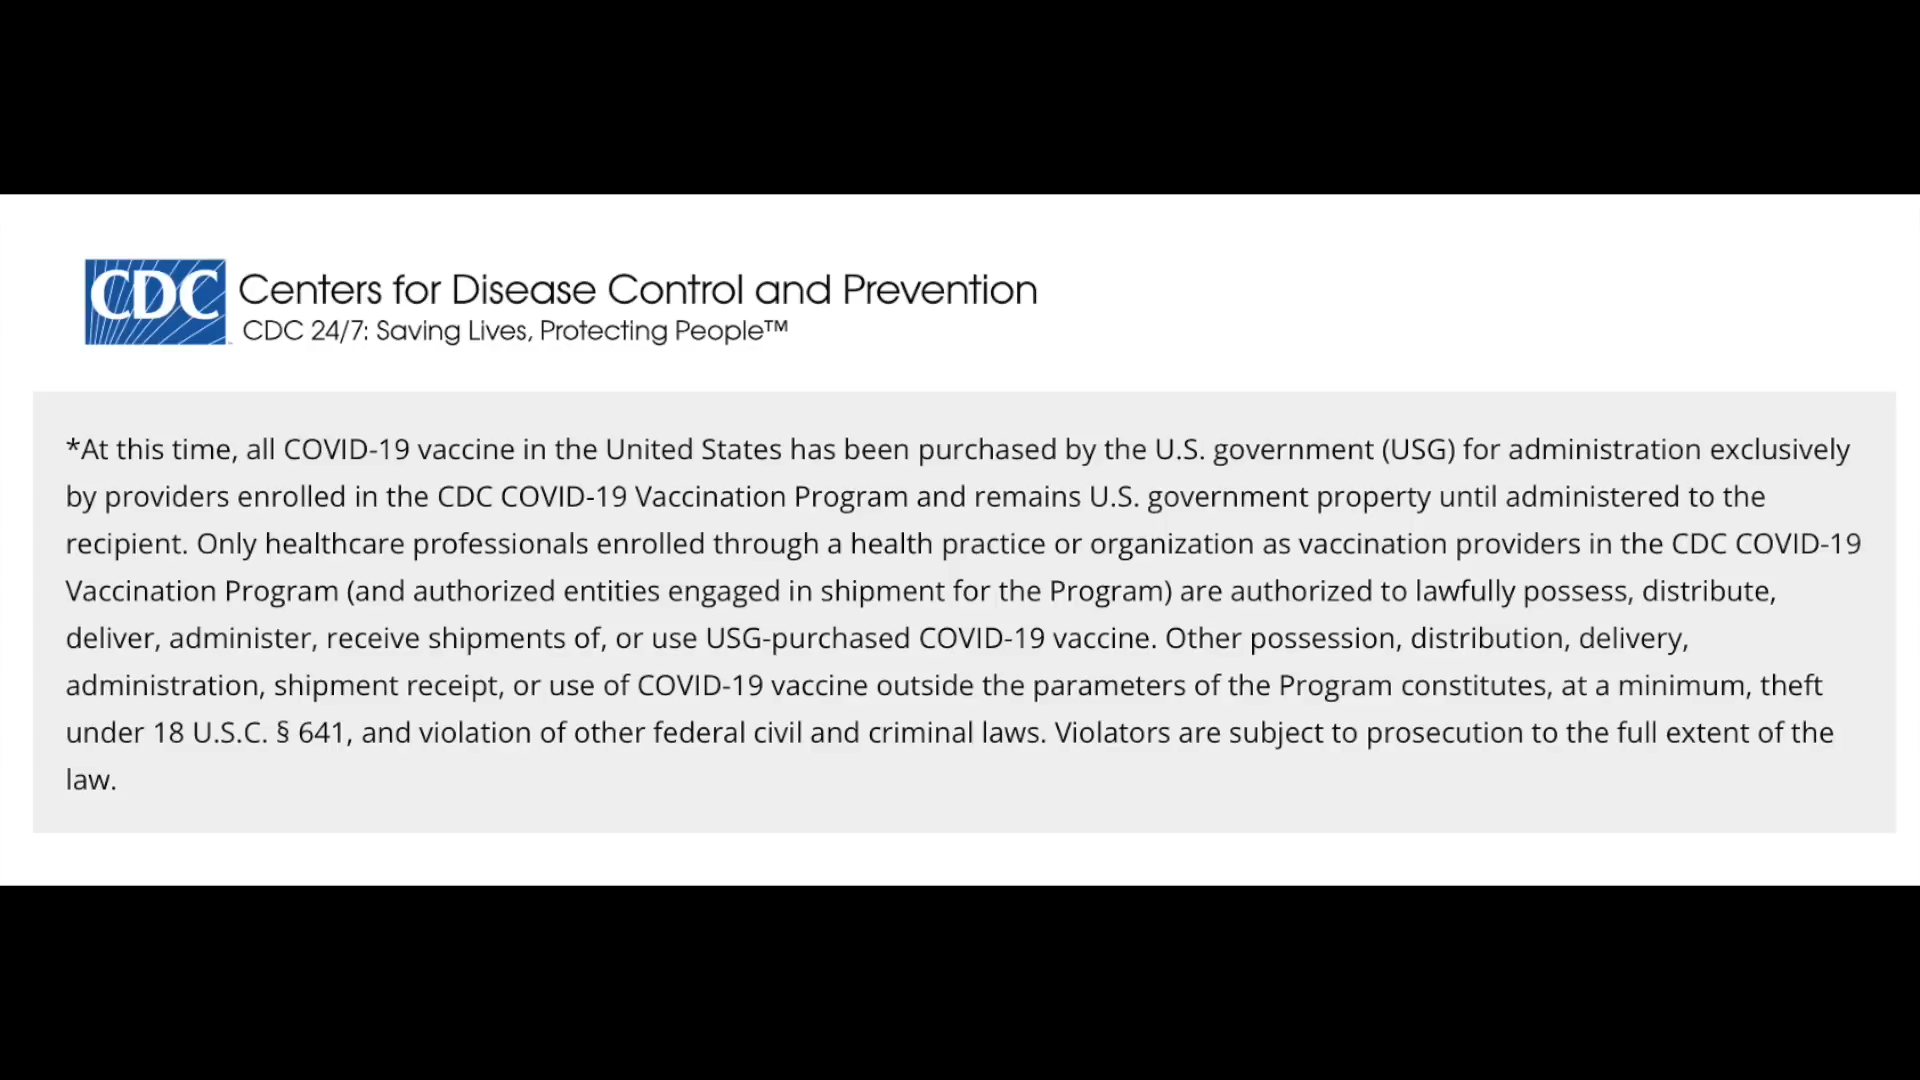 CDC
Centers for Disease Control and Prevention
CDC 24/7: Saving Lives, Protecting People™
*At this time, all COVID-19 vaccine in the United States has been purchased by the U.S. government (USG) for administration exclusively
by providers enrolled in the CDC COVID-19 Vaccination Program and remains U.S. government property until administered to the
recipient. Only healthcare professionals enrolled through a health practice or organization as vaccination providers in the CDC COVID-19
Vaccination Program (and authorized entities engaged in shipment for the Program) are authorized to lawfully possess, distribute,
deliver, administer, receive shipments of, or use USG-purchased COVID-19 vaccine. Other possession, distribution, delivery,
administration, shipment receipt, or use of COVID-19 vaccine outside the parameters of the Program constitutes, at a minimum, theft
under 18 U.S.C. § 641, and violation of other federal civil and criminal laws. Violators are subject to prosecution to the full extent of the
law.